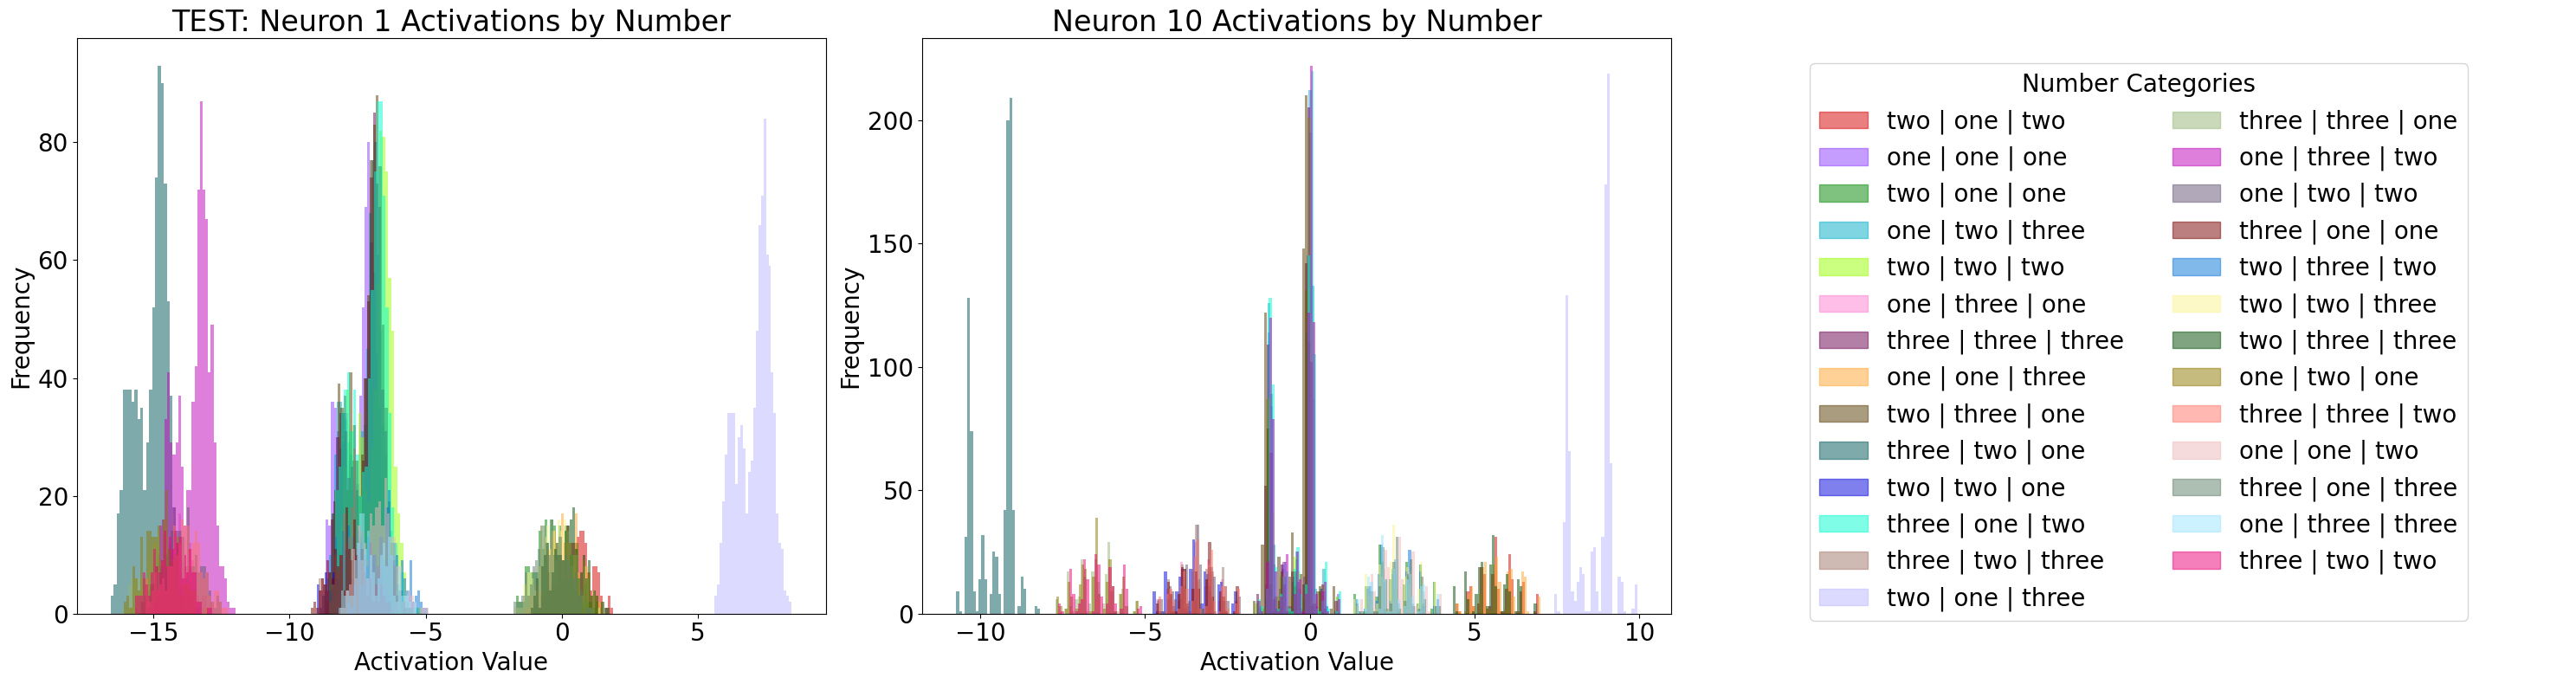 TEST: Neuron 1 Activations by Number
Frequency
80
60
40
20
0
−15
−10
−5
0
5
Activation Value
Neuron 10 Activations by Number
Frequency
200
150
100
50
0
−10
−5
0
5
10
Activation Value
Number Categories
two | one | two
one | one | one
two | one | one
one | two | three
two | two | two
one | three | one
three | three | three
one | one | three
two | three | one
three | two | one
two | two | one
three | one | two
three | two | three
two | one | three
three | three | one
one | three | two
one | two | two
three | one | one
two | three | two
two | two | three
two | three | three
one | two | one
three | three | two
one | one | two
three | one | three
one | three | three
three | two | two